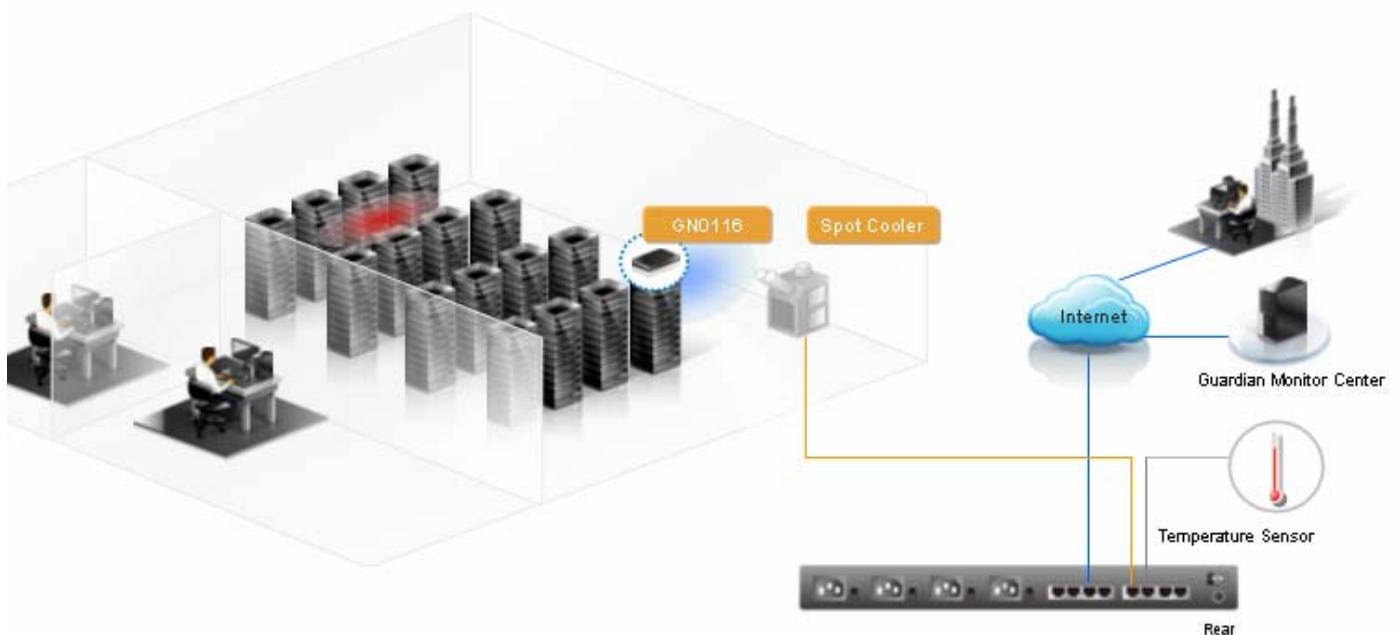 GN0116
Spot Cooler
Internet
Guardian Monitor Center
Temperature Sensor
Rear